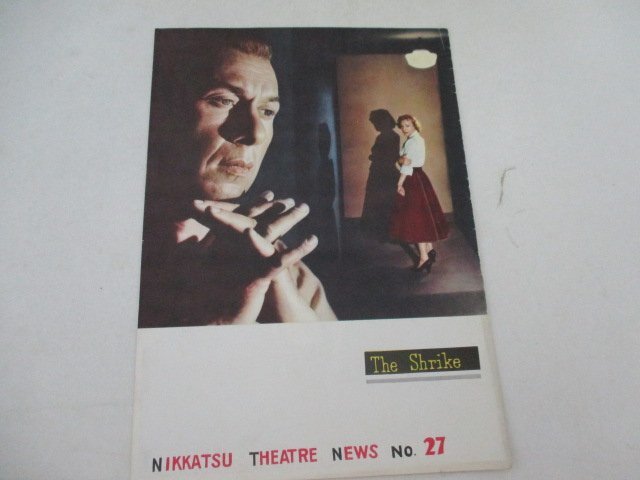 The Shrike
NIKKATSU THEATRE NEWS No. 27